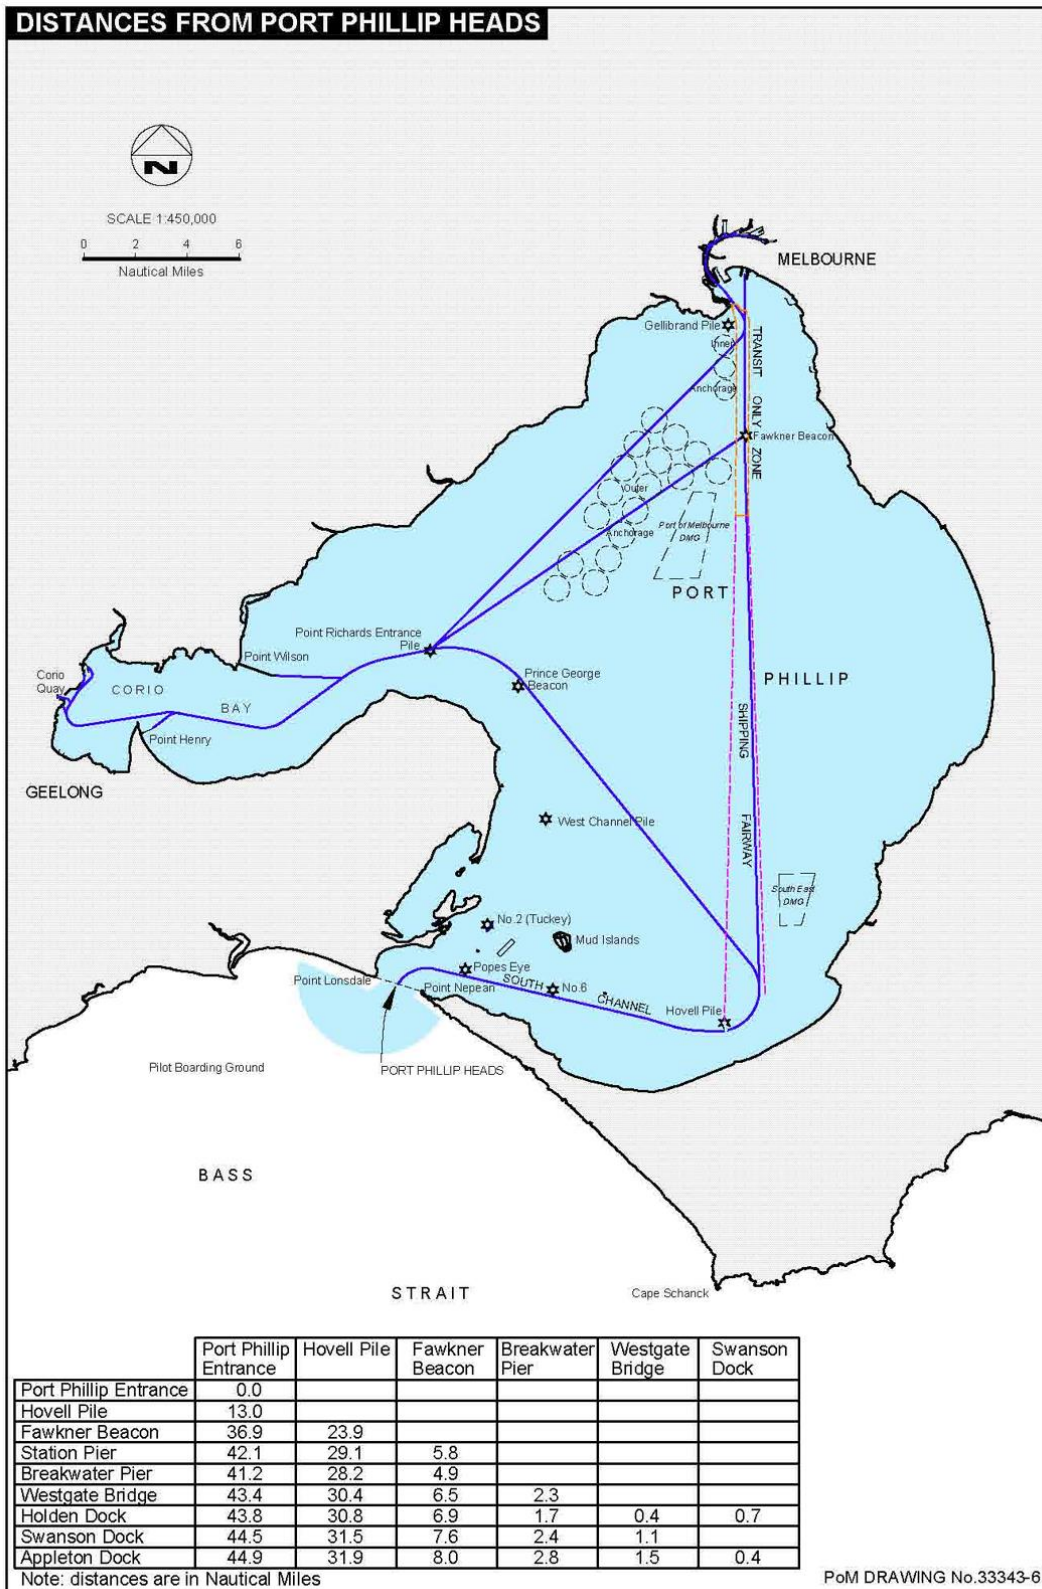 DISTANCES FROM PORT PHILLIP HEADS
N
SCALE 1:450,000
0 2 4 6
Nautical Miles
MELBOURNE
Gellibrand Pile
Inner
Anchorage
TRANSIT ONLY ZONE
Fawkner Beacon
Outer
Anchorage
Port of Melbourne
DMG
PORT
Point Richards Entrance
Pile
Point Wilson
Corio
Quay
CORIO
BAY
Prince George
Beacon
PHILLIP
Point Henry
SHIPPING
FAIRWAY
GEELONG
West Channel Pile
South East
DMG
No.2 (Tuckey)
Mud Islands
Popes Eye
Point Lonsdale
Point Nepean
SOUTH
CHANNEL
No.6
Hovell Pile
Pilot Boarding Ground
PORT PHILLIP HEADS
BASS
STRAIT
Cape Schanck
Port Phillip Entrance Hovell Pile Fawkner Beacon Breakwater Pier Westgate Bridge Swanson Dock
Port Phillip Entrance 0.0
Hovell Pile 13.0
Fawkner Beacon 36.9 23.9
Station Pier 42.1 29.1 5.8
Breakwater Pier 41.2 28.2 4.9
Westgate Bridge 43.4 30.4 6.5 2.3
Holden Dock 43.8 30.8 6.9 1.7 0.4 0.7
Swanson Dock 44.5 31.5 7.6 2.4 1.1
Appleton Dock 44.9 31.9 8.0 2.8 1.5 0.4
Note: distances are in Nautical Miles
PoM DRAWING No.33343-6